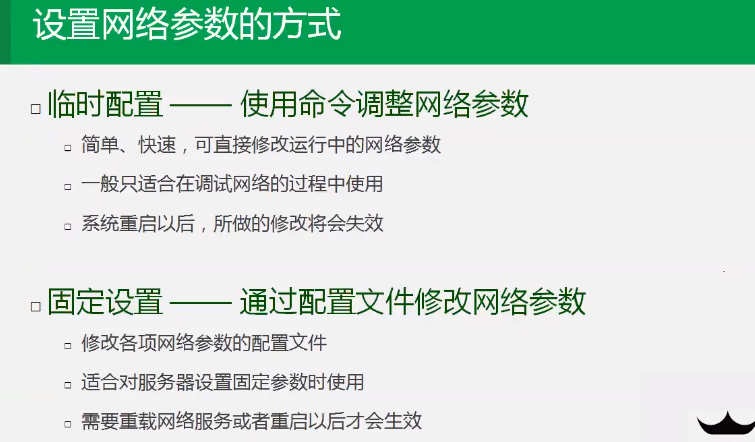 设置网络参数的方式
临时配置 —— 使用命令调整网络参数
简单、快速，可直接修改运行中的网络参数
一般只适合在调试网络的过程中使用
系统重启以后，所做的修改将会失效
固定设置 —— 通过配置文件修改网络参数
修改各项网络参数的配置文件
适合对服务器设置固定参数时使用
需要重载网络服务或者重启以后才会生效